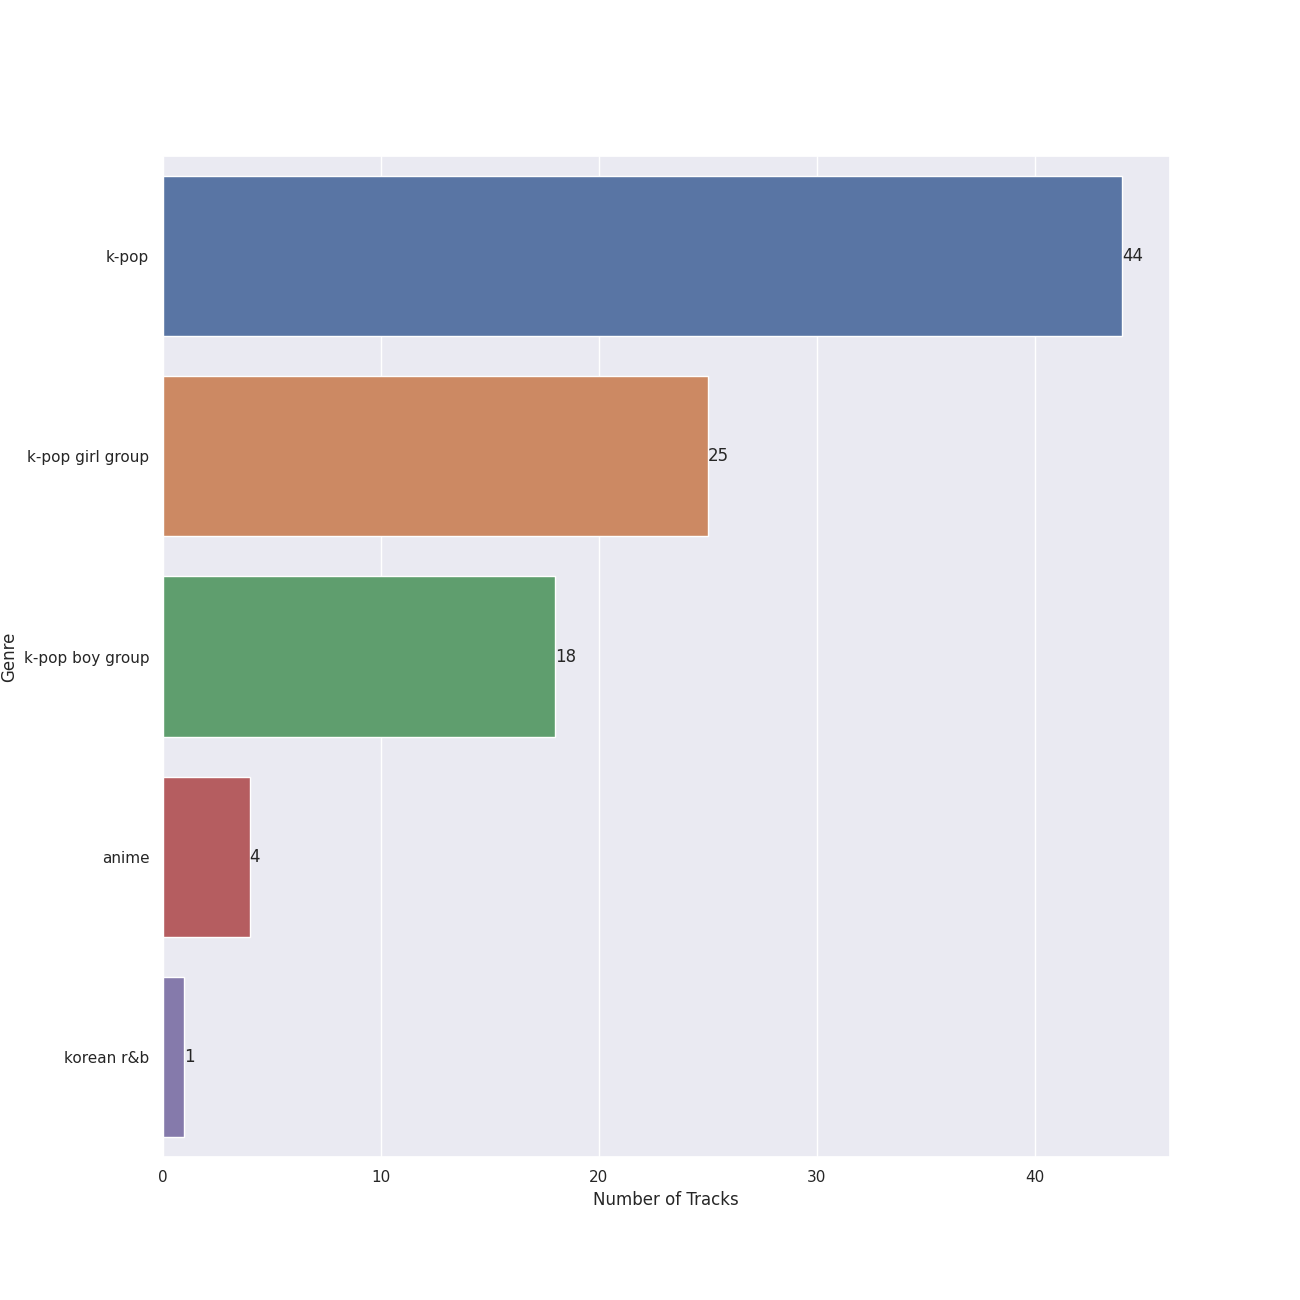 k-pop
44
k-pop girl group
25
k-pop boy group
18
anime
4
korean r&b
1
Genre
0 10 20 30 40
Number of Tracks